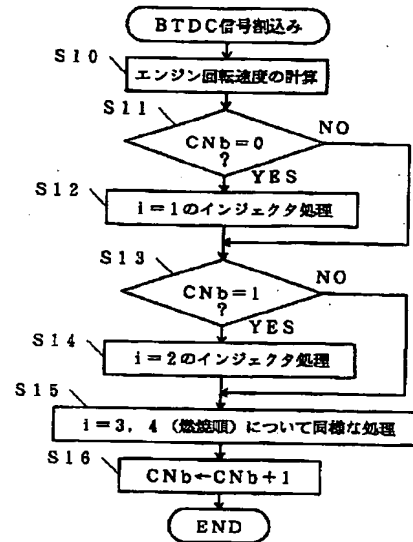 BTDC信号割込み
S10
エンジン回転速度の計算
S11
CNb=0
?
NO
YES
S12
i=1のインジェクタ処理
S13
CNb=1
?
NO
YES
S14
i=2のインジェクタ処理
S15
i=3,4(燃焼順)について同様な処理
S16
CNb←CNb+1
END